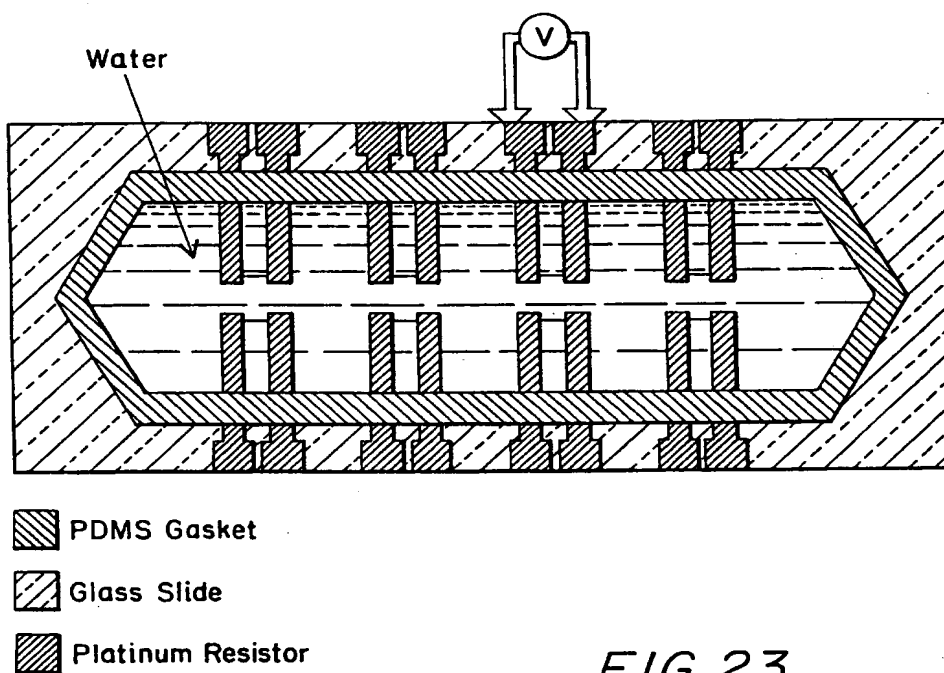 Water
V
PDMS Gasket
Glass Slide
Platinum Resistor
FIG. 23